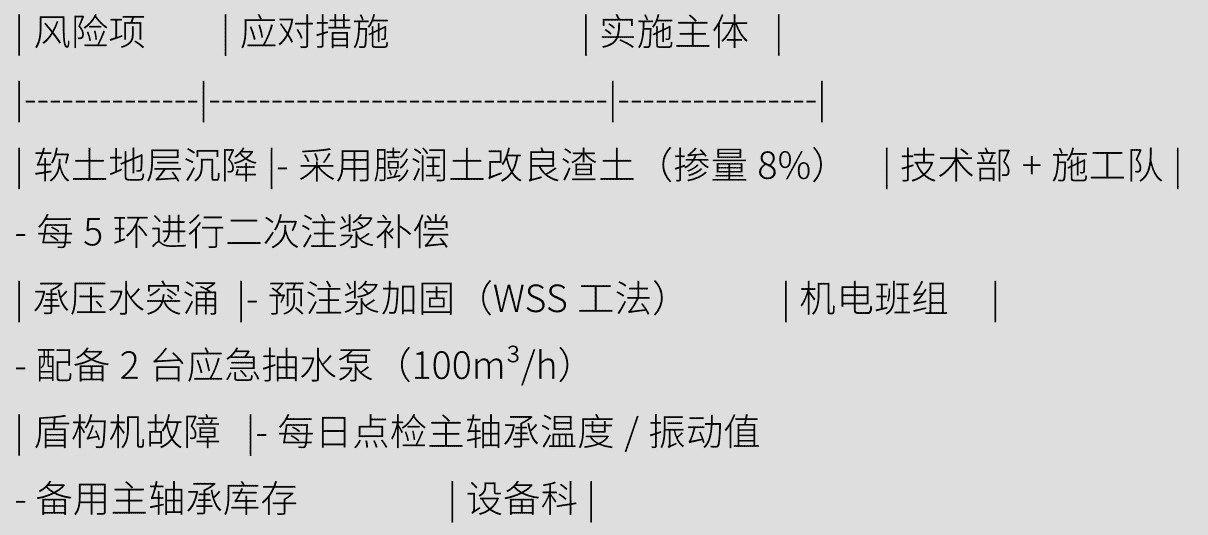 | 风险项 | 应对措施 | 实施主体 |
|--------------|--------------------------------|----------------|
| 软土地层沉降 |- 采用膨润土改良渣土（掺量 8%） | 技术部 + 施工队 |
- 每 5 环进行二次注浆补偿
| 承压水突涌 |- 预注浆加固（WSS 工法） | 机电班组 |
- 配备 2 台应急抽水泵（100m³/h）
| 盾构机故障 |- 每日点检主轴承温度 / 振动值
- 备用主轴承库存 | 设备科 |